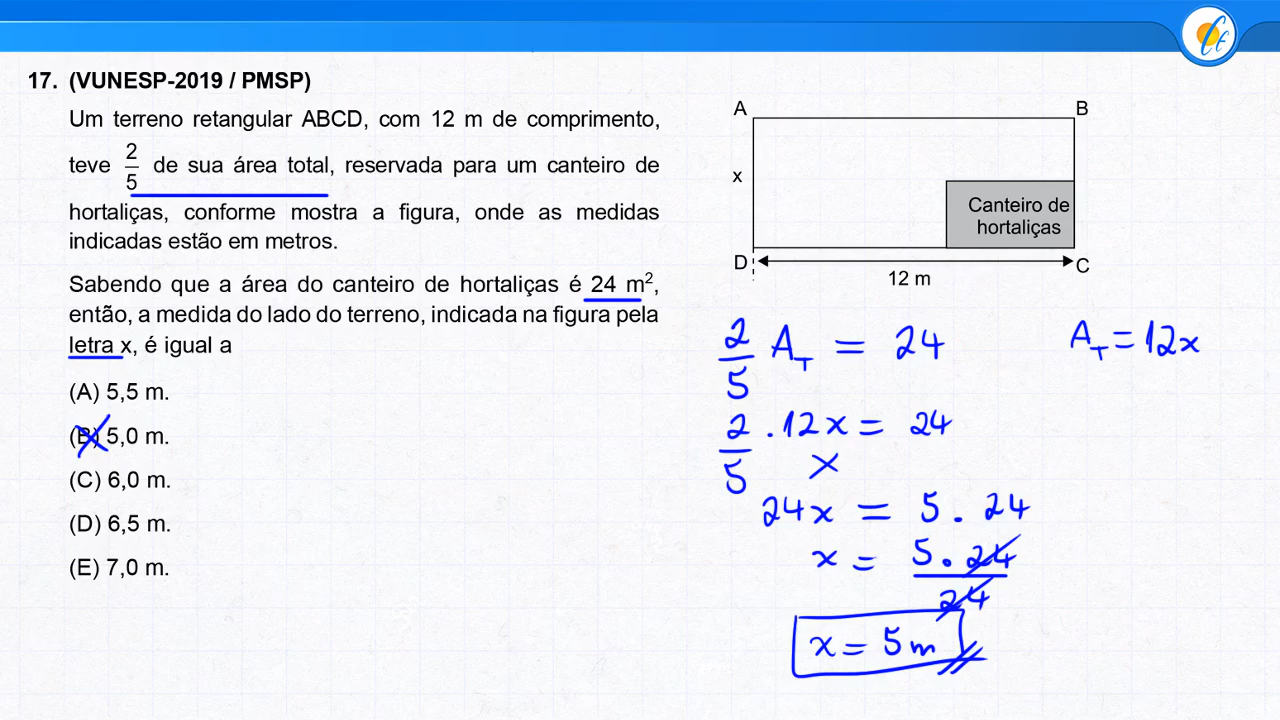 17. (VUNESP-2019 / PMSP)
Um terreno retangular ABCD, com 12 m de comprimento,
teve 2/5 de sua área total, reservada para um canteiro de
hortaliças, conforme mostra a figura, onde as medidas
indicadas estão em metros.
Sabendo que a área do canteiro de hortaliças é 24 m²,
então, a medida do lado do terreno, indicada na figura pela
letra x, é igual a
(A) 5,5 m.
(B) 5,0 m.
(C) 6,0 m.
(D) 6,5 m.
(E) 7,0 m.
A B
x
Canteiro de
hortaliças
D C
12 m
2/5 A_T = 24
A_T = 12x
2/5 . 12x = 24
x
24x = 5 . 24
x = 5 . 24 / 24
x = 5 m